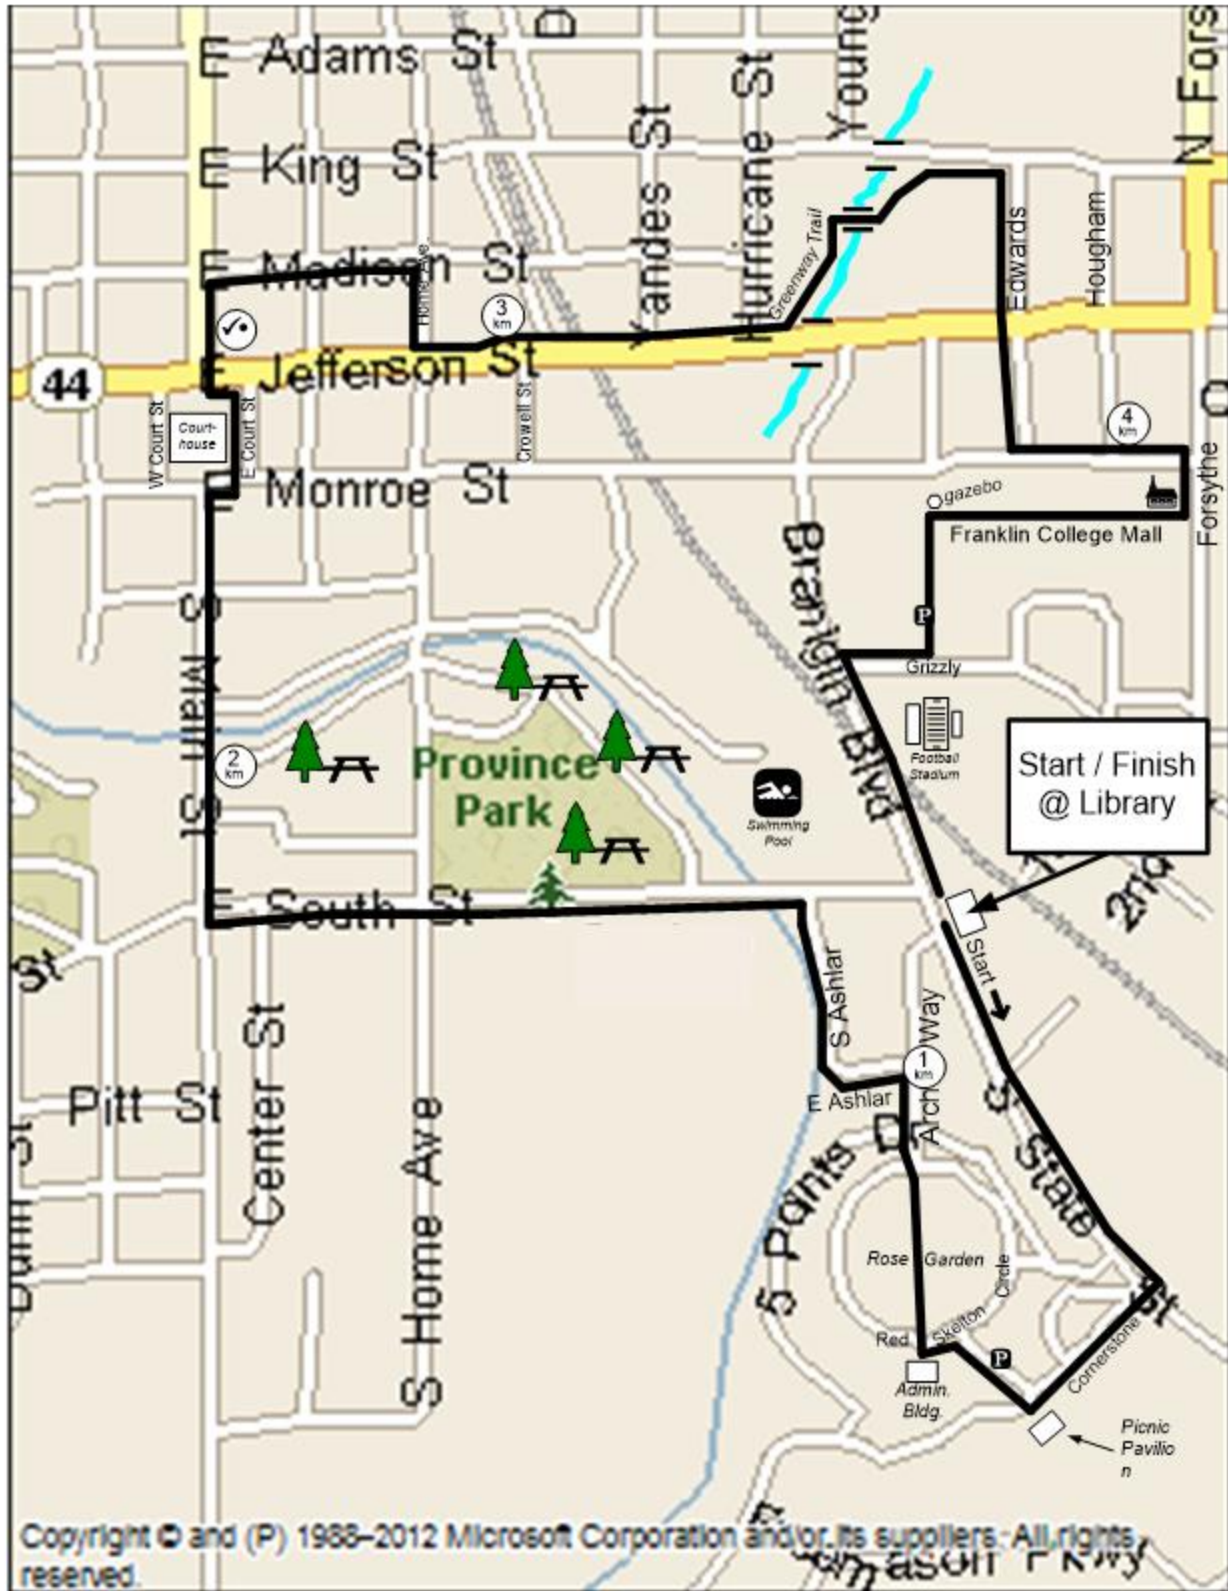 D
Young
N Fors
E Adams St
E King St
Yandes St
Hurricane St
E Madison St
Home Ave.
Greenway Trail
Edwards
Hougham
3
km
E Jefferson St
44
Court-
house
W Court St
E Court St
Crowell St
4
km
E Monroe St
gazebo
Franklin College Mall
Forsythe
Branigin Blvd
P
Grizzly
S Main St
2
km
Province
Park
Swimming
Pool
Football
Stadium
Start / Finish
@ Library
2nd
E South St
Start
St
S Ashlar
Arch Way
1
km
E Ashlar
Pitt St
Center St
S Home Ave
5 Points Dr
S State St
Rose Garden
Circle
Red Skelton
P
Cornerstone
Admin.
Bldg.
Picnic
Pavilio
n
Copyright © and (P) 1988–2012 Microsoft Corporation and/or its suppliers. All rights
reserved.